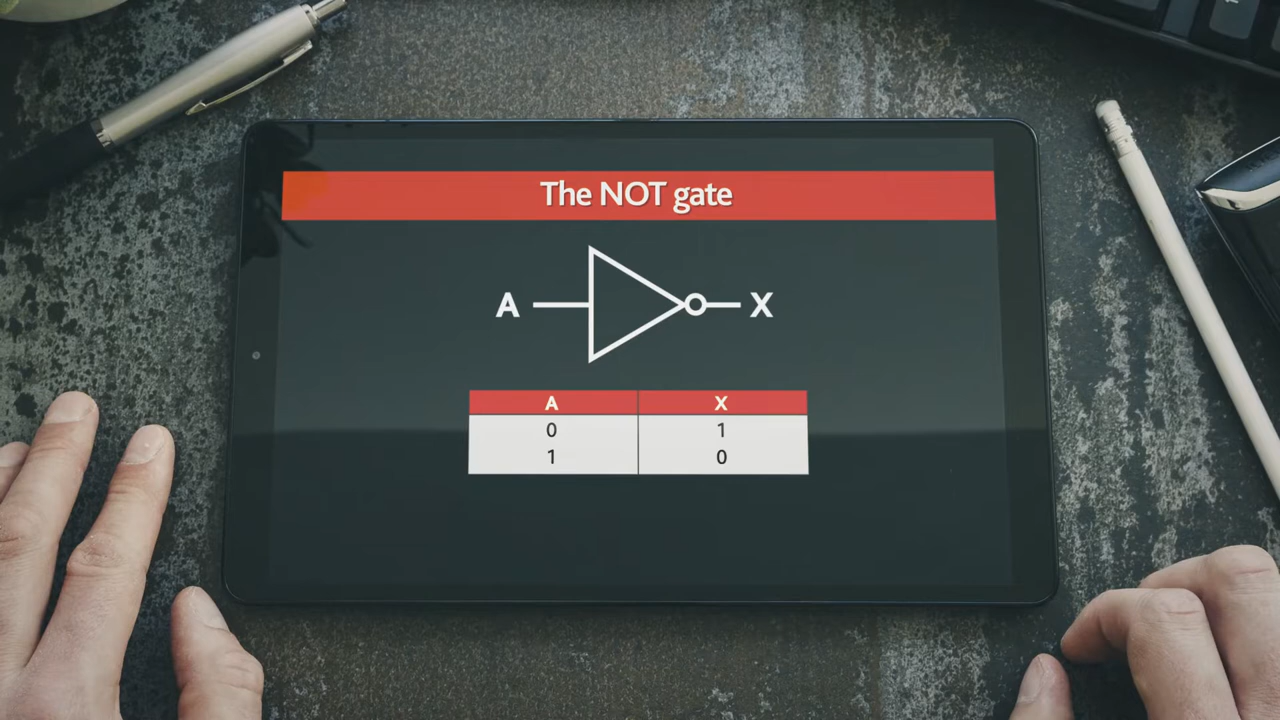 The NOT gate
A X
A X
0 1
1 0